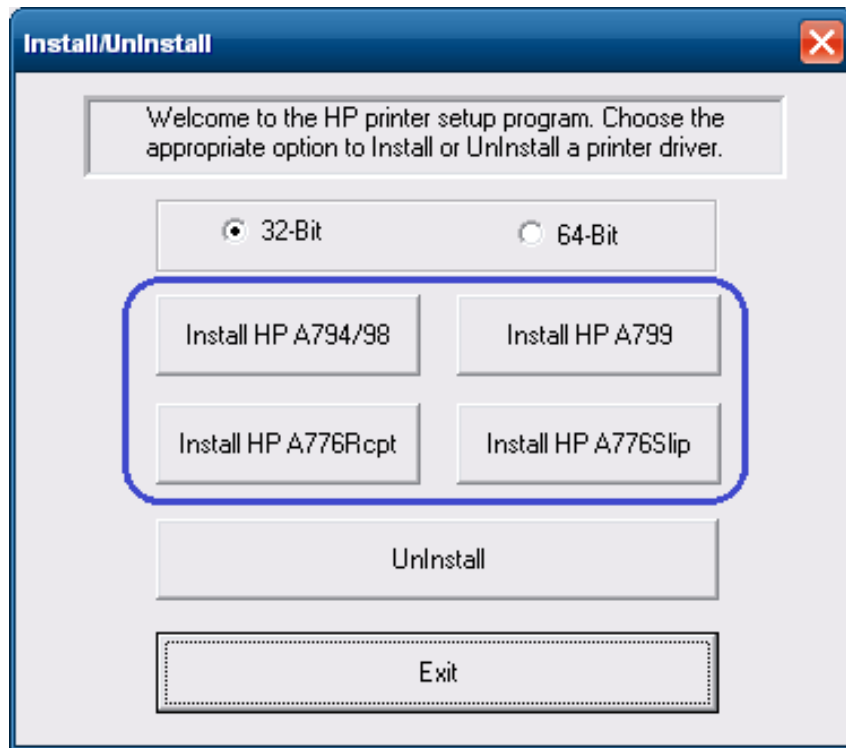 Install/UnInstall
Welcome to the HP printer setup program. Choose the
appropriate option to Install or UnInstall a printer driver.
32-Bit
64-Bit
Install HP A794/98
Install HP A799
Install HP A776Rcpt
Install HP A776Slip
UnInstall
Exit